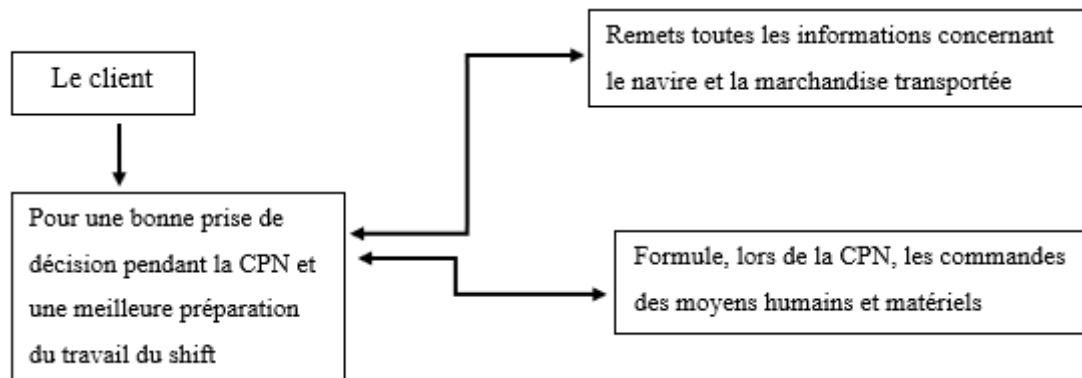 Le client
Remets toutes les informations concernant
le navire et la marchandise transportée
Pour une bonne prise de
décision pendant la CPN et
une meilleure préparation
du travail du shift
Formule, lors de la CPN, les commandes
des moyens humains et matériels